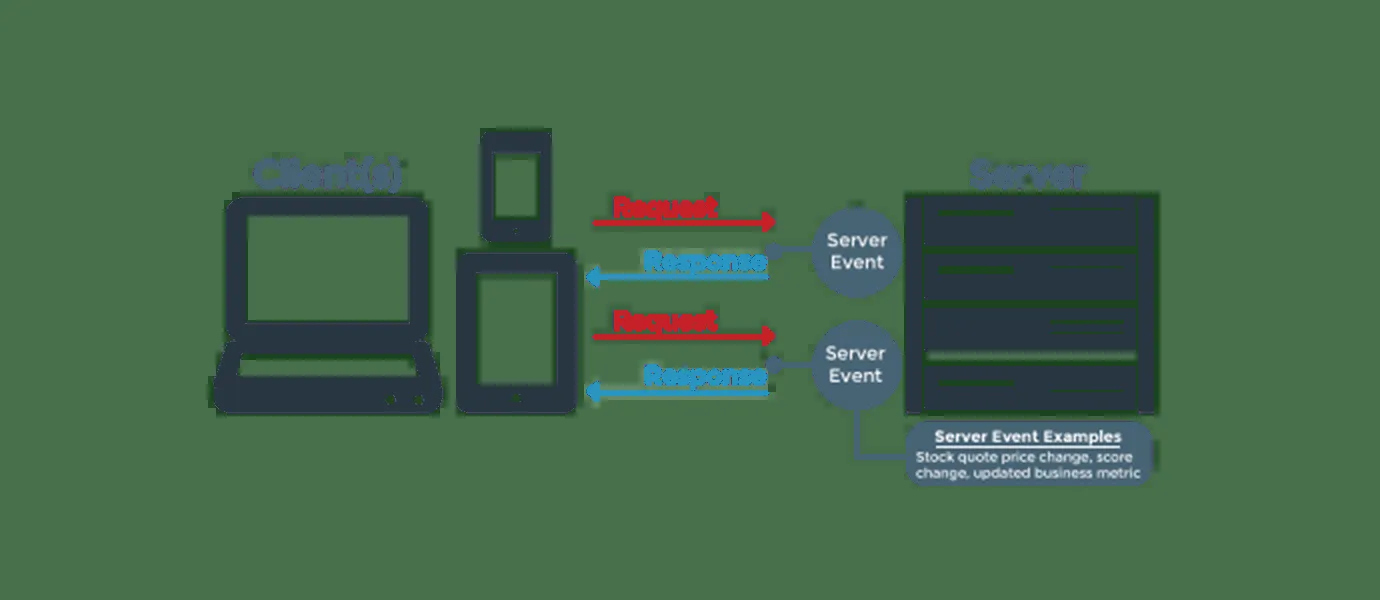 Client(s)
Server
Request
Server
Event
Response
Request
Server
Event
Response
Server Event Examples
Stock quote price change, score
change, updated business metric